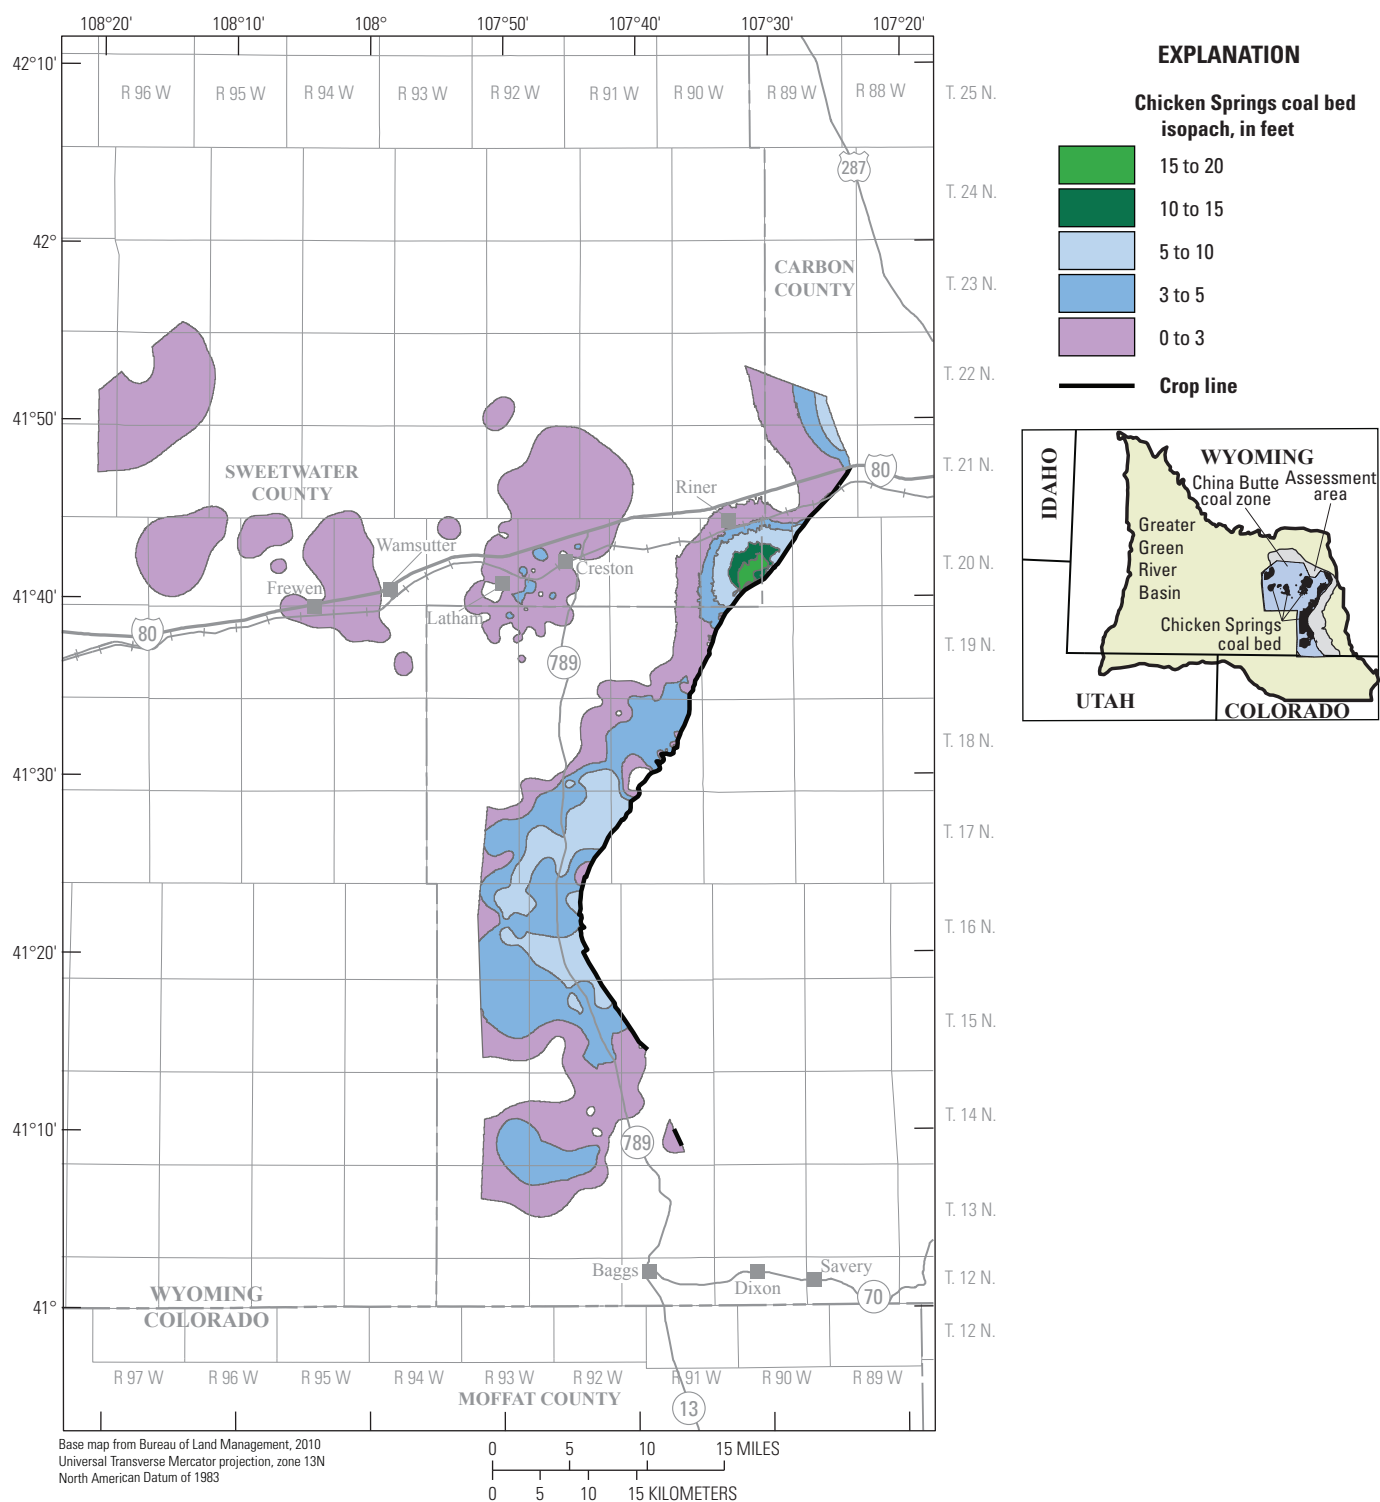 108°20'
108°10'
108°
107°50'
107°40'
107°30'
107°20'
42°10'
42°
41°50'
41°40'
41°30'
41°20'
41°10'
41°
R 96 W
R 95 W
R 94 W
R 93 W
R 92 W
R 91 W
R 90 W
R 89 W
R 88 W
T. 25 N.
T. 24 N.
T. 23 N.
T. 22 N.
T. 21 N.
T. 20 N.
T. 19 N.
T. 18 N.
T. 17 N.
T. 16 N.
T. 15 N.
T. 14 N.
T. 13 N.
T. 12 N.
T. 12 N.
287
CARBON
COUNTY
SWEETWATER
COUNTY
80
Riner
Wamsutter
Creston
Frewen
Latham
80
789
789
Baggs
Dixon
Savery
70
WYOMING
COLORADO
R 97 W
R 96 W
R 95 W
R 94 W
R 93 W
R 92 W
R 91 W
R 90 W
R 89 W
MOFFAT COUNTY
13
Base map from Bureau of Land Management, 2010
Universal Transverse Mercator projection, zone 13N
North American Datum of 1983
0
5
10
15 MILES
0
5
10
15 KILOMETERS
EXPLANATION
Chicken Springs coal bed
isopach, in feet
15 to 20
10 to 15
5 to 10
3 to 5
0 to 3
Crop line
IDAHO
WYOMING
China Butte
coal zone
Assessment
area
Greater
Green
River
Basin
Chicken Springs
coal bed
UTAH
COLORADO